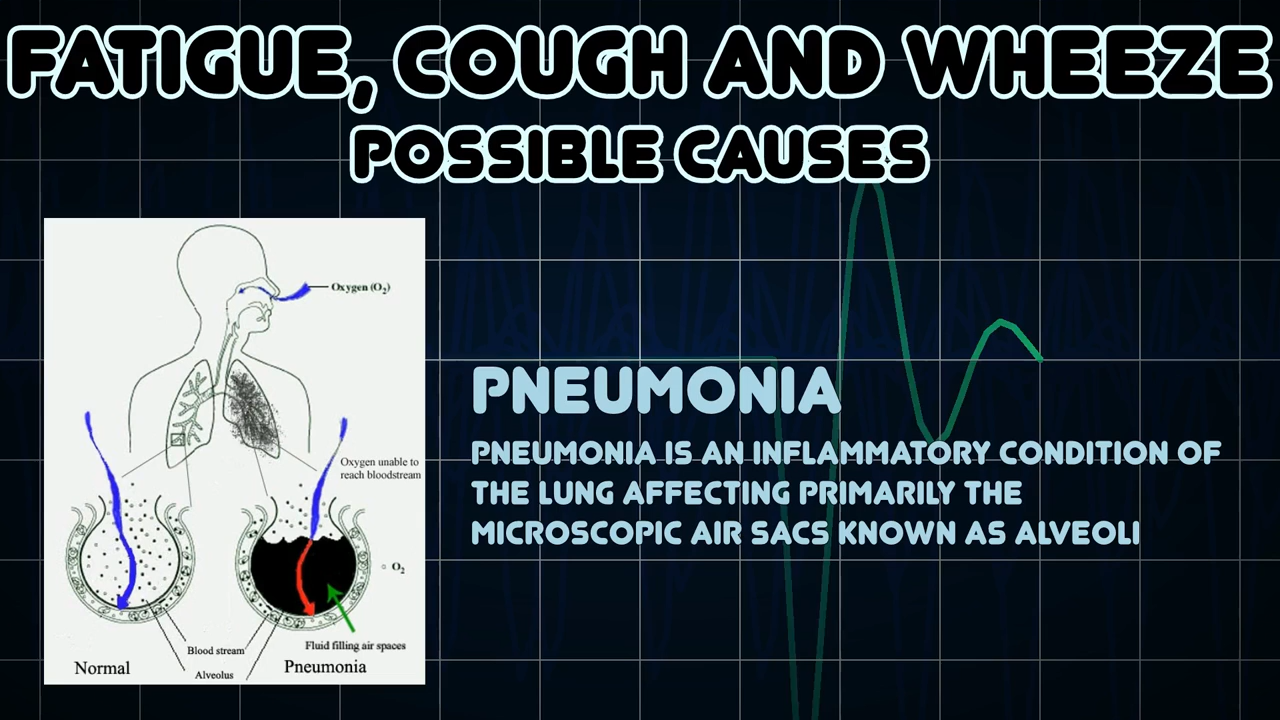 FATIGUE, COUGH AND WHEEZE
POSSIBLE CAUSES
Oxygen (O₂)
Oxygen unable to
reach bloodstream
O₂
Fluid filling air spaces
Blood stream
Alveolus
Normal
Pneumonia
PNEUMONIA
PNEUMONIA IS AN INFLAMMATORY CONDITION OF
THE LUNG AFFECTING PRIMARILY THE
MICROSCOPIC AIR SACS KNOWN AS ALVEOLI